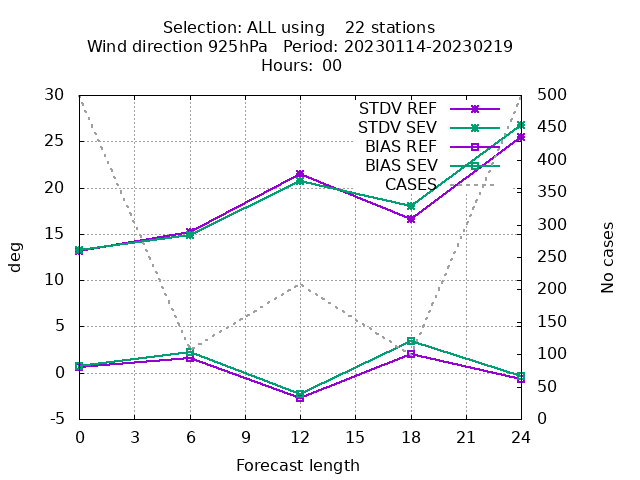 Selection: ALL using    22 stations
Wind direction 925hPa   Period: 20230114-20230219
Hours: 00
30
25
20
15
10
5
0
-5
deg
500
450
400
350
300
250
200
150
100
50
0
No cases
STDV REF
STDV SEV
BIAS REF
BIAS SEV
CASES
0 3 6 9 12 15 18 21 24
Forecast length